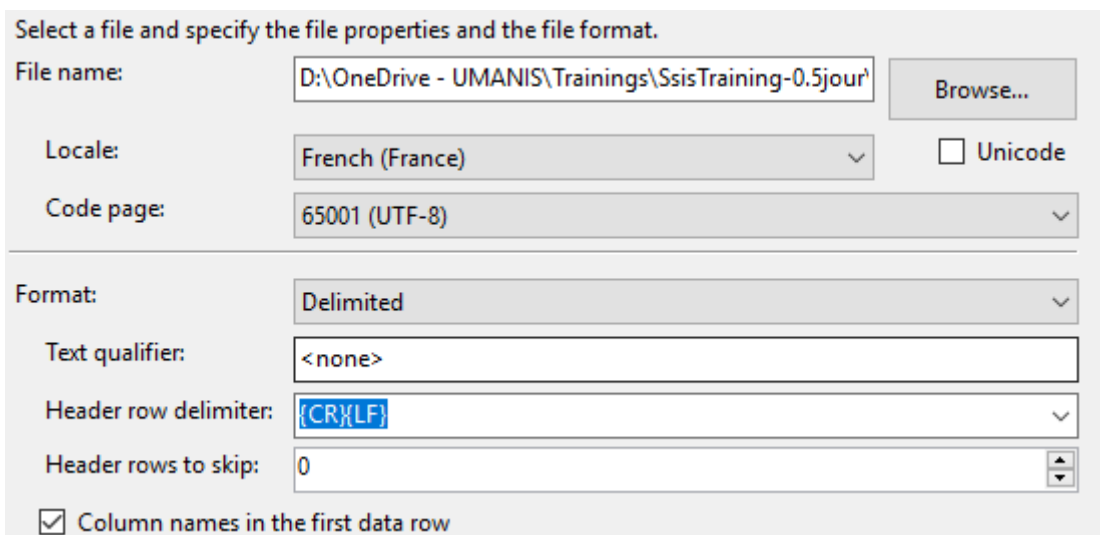 Select a file and specify the file properties and the file format.
File name: D:\OneDrive - UMANIS\Trainings\SsisTraining-0.5jour\ Browse...
Locale: French (France) Unicode
Code page: 65001 (UTF-8)
Format: Delimited
Text qualifier: <none>
Header row delimiter: {CR}{LF}
Header rows to skip: 0
Column names in the first data row